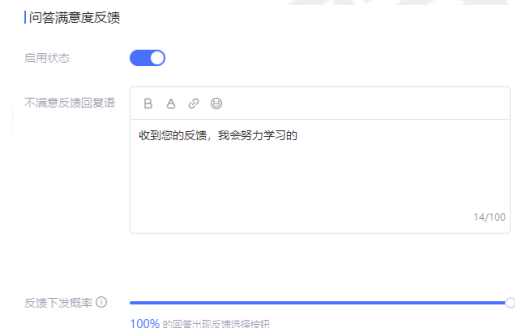 问答满意度反馈
启用状态
不满意反馈回复语
B A
收到您的反馈，我会努力学习的
14/100
反馈下发概率
100% 的回答出现反馈选择按钮